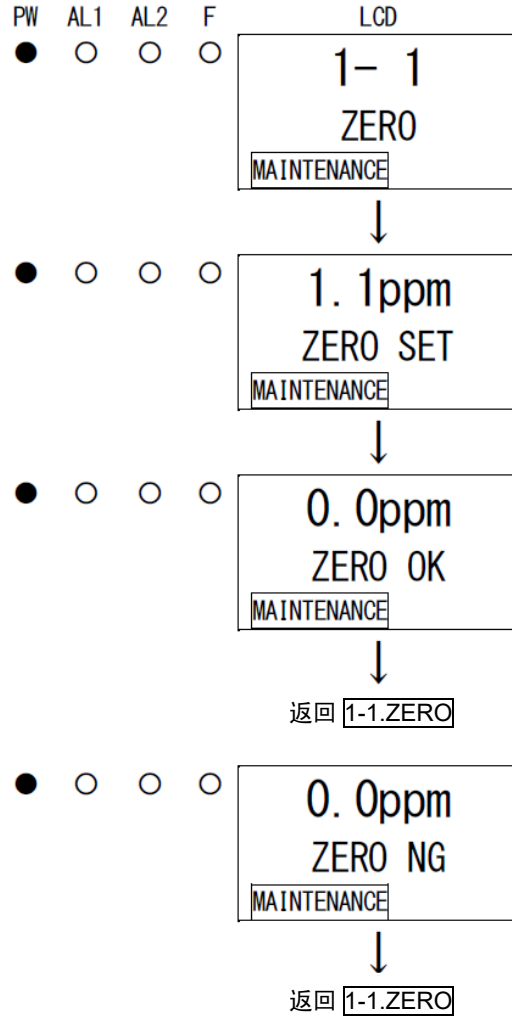 PW AL1 AL2 F LCD
1- 1
ZERO
MAINTENANCE
1. 1ppm
ZERO SET
MAINTENANCE
0. 0ppm
ZERO OK
MAINTENANCE
返回 1-1.ZERO
0. 0ppm
ZERO NG
MAINTENANCE
返回 1-1.ZERO